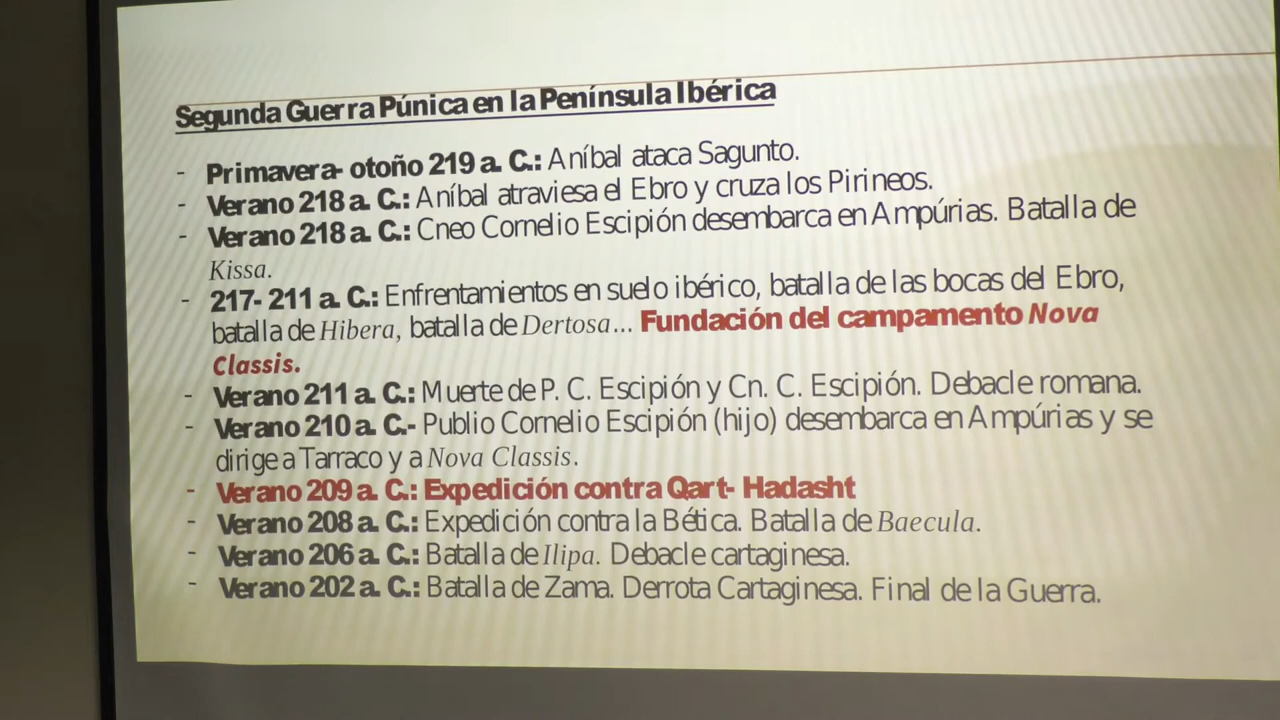 Segunda Guerra Púnica en la Península Ibérica
- Primavera- otoño 219 a. C.: Aníbal ataca Sagunto.
- Verano 218 a. C.: Aníbal atraviesa el Ebro y cruza los Pirineos.
- Verano 218 a. C.: Cneo Cornelio Escipión desembarca en Ampúrias. Batalla de
Kissa.
- 217- 211 a. C.: Enfrentamientos en suelo ibérico, batalla de las bocas del Ebro,
batalla de Hibera, batalla de Dertosa... Fundación del campamento Nova
Classis.
- Verano 211 a. C.: Muerte de P. C. Escipión y Cn. C. Escipión. Debacle romana.
- Verano 210 a. C.- Publio Cornelio Escipión (hijo) desembarca en Ampúrias y se
dirige a Tarraco y a Nova Classis.
- Verano 209 a. C.: Expedición contra Qart- Hadasht
- Verano 208 a. C.: Expedición contra la Bética. Batalla de Baecula.
- Verano 206 a. C.: Batalla de Ilipa. Debacle cartaginesa.
- Verano 202 a. C.: Batalla de Zama. Derrota Cartaginesa. Final de la Guerra.